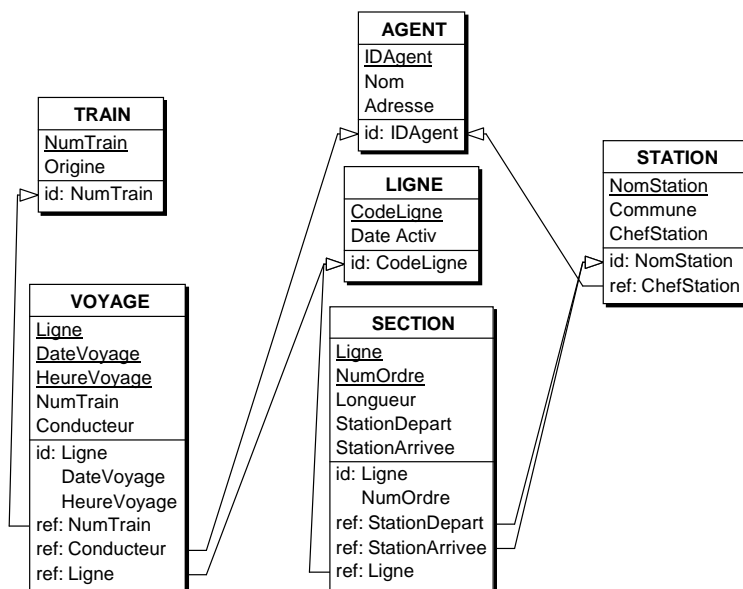 AGENT
IDAgent
Nom
Adresse
id: IDAgent
TRAIN
NumTrain
Origine
id: NumTrain
LIGNE
CodeLigne
Date Activ
id: CodeLigne
STATION
NomStation
Commune
ChefStation
id: NomStation
ref: ChefStation
VOYAGE
Ligne
DateVoyage
HeureVoyage
NumTrain
Conducteur
id: Ligne
DateVoyage
HeureVoyage
ref: NumTrain
ref: Conducteur
ref: Ligne
SECTION
Ligne
NumOrdre
Longueur
StationDepart
StationArrivee
id: Ligne
NumOrdre
ref: StationDepart
ref: StationArrivee
ref: Ligne